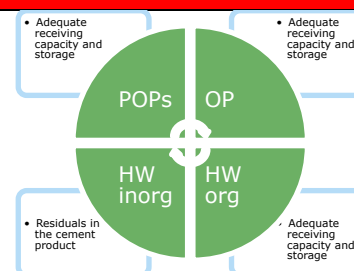 • Adequate
receiving
capacity and
storage
• Adequate
receiving
capacity and
storage
POPs
OP
HW
inorg
HW
org
• Residuals in
the cement
product
• Adequate
receiving
capacity and
storage